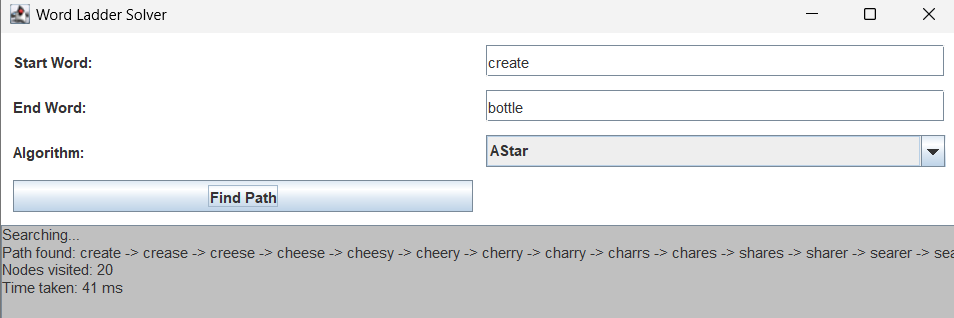 Word Ladder Solver
Start Word:
create
End Word:
bottle
Algorithm:
AStar
Find Path
Searching...
Path found: create -> crease -> creese -> cheese -> cheesy -> cheery -> cherry -> charry -> charrs -> chares -> shares -> sharer -> searer ->
Nodes visited: 20
Time taken: 41 ms